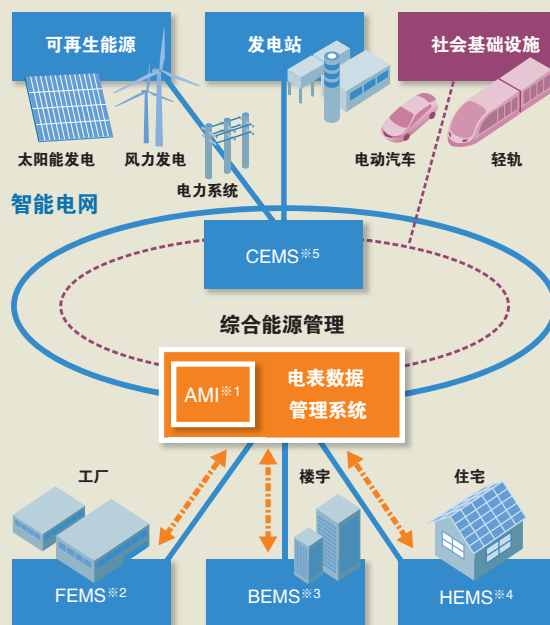 可再生能源
发电站
社会基础设施
太阳能发电
风力发电
电力系统
电动汽车
轻轨
智能电网
CEMS※5
综合能源管理
AMI※1
电表数据
管理系统
工厂
楼宇
住宅
FEMS※2
BEMS※3
HEMS※4